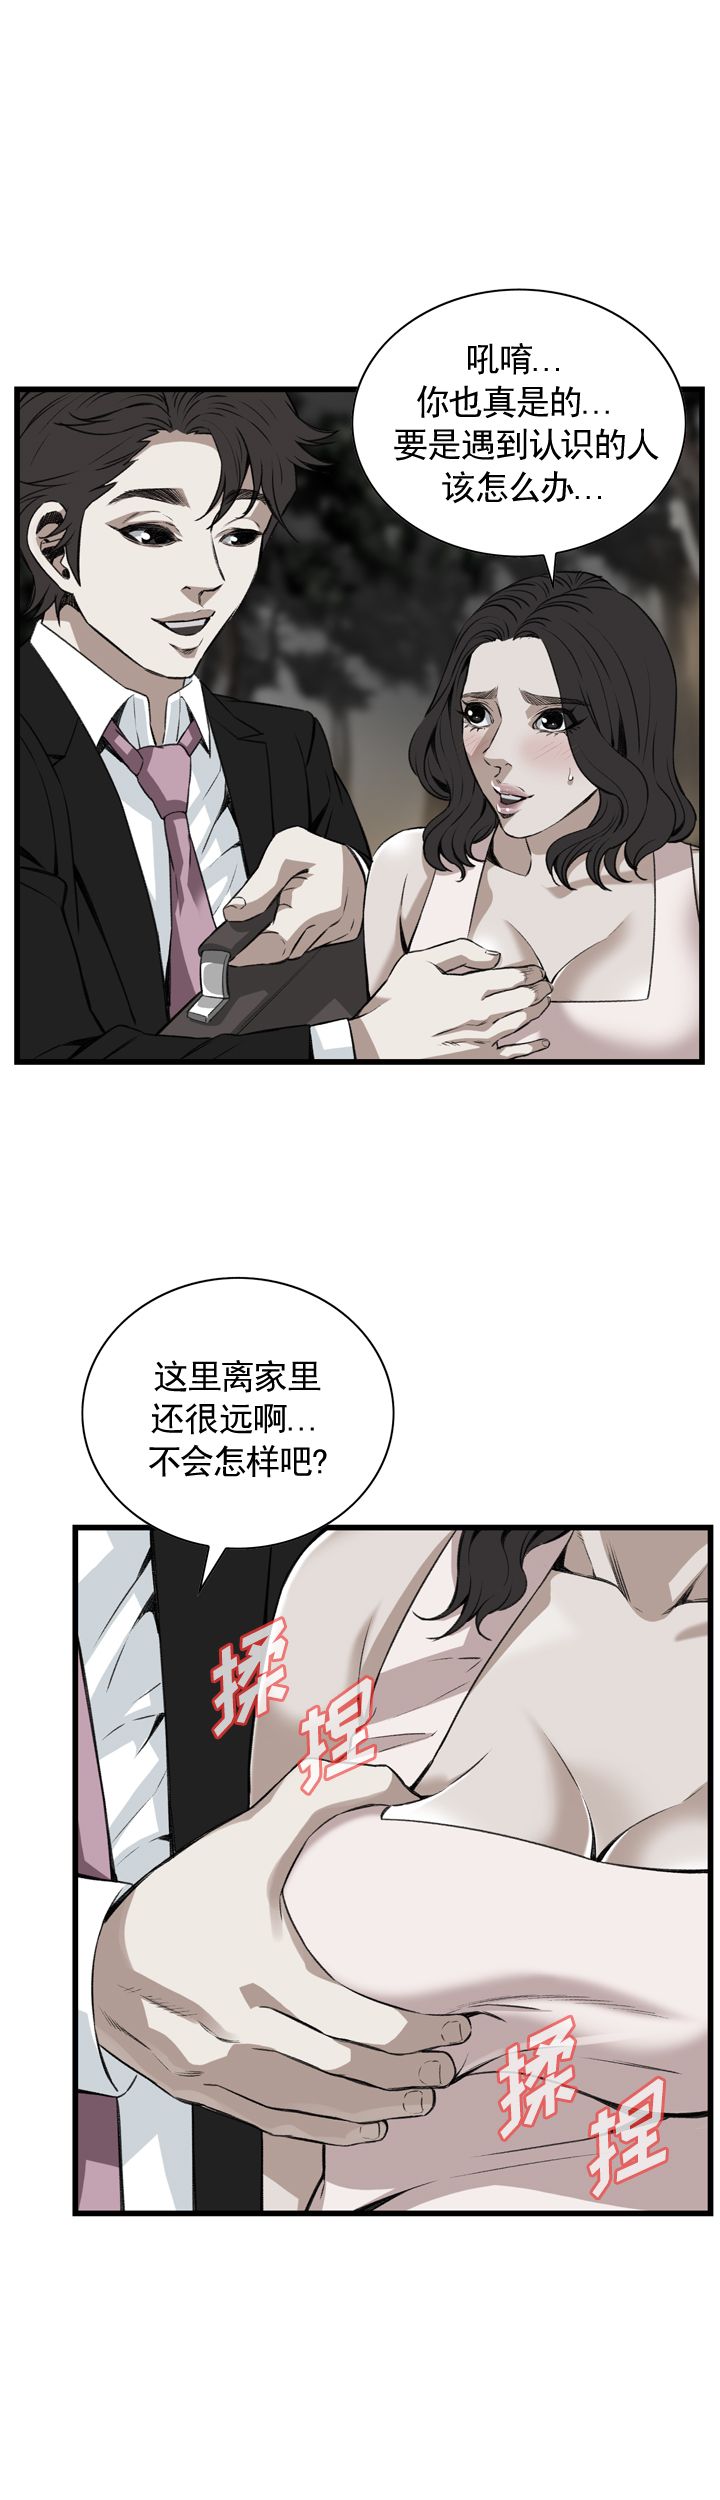 吼唷...
你也真是的...
要是遇到认识的人
该怎么办...
这里离家里
还很远啊...
不会怎样吧?
揉
捏
揉
捏